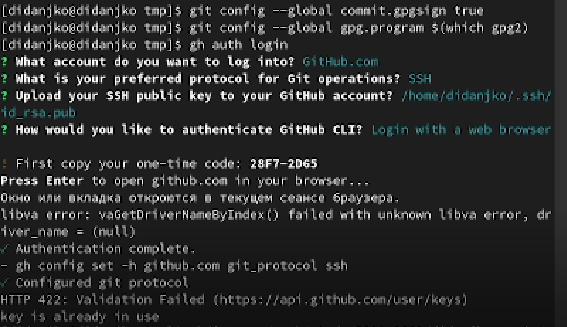 [didanjko@didanjko tmp]$ git config --global commit.gpgsign true
[didanjko@didanjko tmp]$ git config --global gpg.program $(which gpg2)
[didanjko@didanjko tmp]$ gh auth login
? What account do you want to log into? GitHub.com
? What is your preferred protocol for Git operations? SSH
? Upload your SSH public key to your GitHub account? /home/didanjko/.ssh/
id_rsa.pub
? How would you like to authenticate GitHub CLI? Login with a web browser
! First copy your one-time code: 28F7-2D65
Press Enter to open github.com in your browser...
Окно или вкладка откроются в текущем сеансе браузера.
libva error: vaGetDriverNameByIndex() failed with unknown libva error, dr
iver_name = (null)
✓ Authentication complete.
- gh config set -h github.com git_protocol ssh
✓ Configured git protocol
HTTP 422: Validation Failed (https://api.github.com/user/keys)
key is already in use